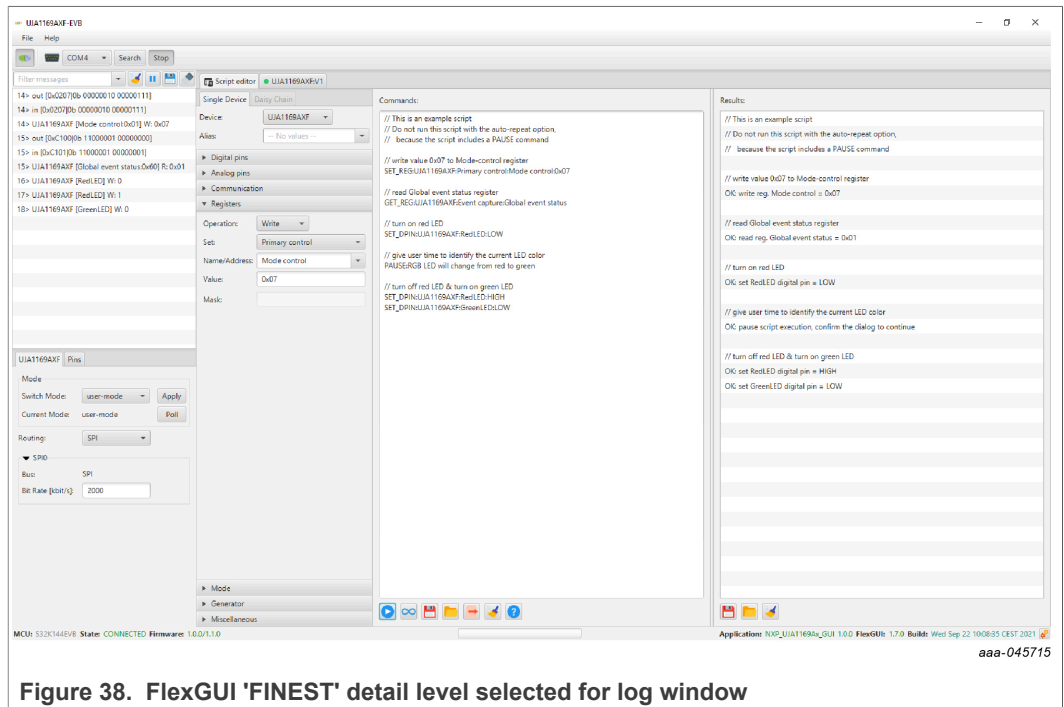 UJA1169AXF-EVB
File Help
COM4 Search Stop
Filter messages
14> out [0x0207|0b 00000010 00000111]
14> in [0x0207|0b 00000010 00000111]
14> UJA1169AXF [Mode control:0x01] W: 0x07
15> out [0xC100|0b 11000001 00000000]
15> in [0xC101|0b 11000001 00000001]
15> UJA1169AXF [Global event status:0x60] R: 0x01
16> UJA1169AXF [RedLED] W: 0
17> UJA1169AXF [RedLED] W: 1
18> UJA1169AXF [GreenLED] W: 0
UJA1169AXF Pins
Mode
Switch Mode: user-mode Apply
Current Mode: user-mode Poll
Routing: SPI
SPI0
Bus: SPI
Bit Rate [kbit/s]: 2000
Script editor UJA1169AXF:V1
Single Device Daisy Chain
Device: UJA1169AXF
Alias: -- No values --
Digital pins
Analog pins
Communication
Registers
Operation: Write
Set: Primary control
Name/Address: Mode control
Value: 0x07
Mask:
Mode
Generator
Miscellaneous
Commands:
// This is an example script
// Do not run this script with the auto-repeat option,
// because the script includes a PAUSE command
// write value 0x07 to Mode-control register
SET_REG:UJA1169AXF:Primary control:Mode control:0x07
// read Global event status register
GET_REG:UJA1169AXF:Event capture:Global event status
// turn on red LED
SET_DPIN:UJA1169AXF:RedLED:LOW
// give user time to identify the current LED color
PAUSE:RGB LED will change from red to green
// turn off red LED & turn on green LED
SET_DPIN:UJA1169AXF:RedLED:HIGH
SET_DPIN:UJA1169AXF:GreenLED:LOW
Results:
// This is an example script
// Do not run this script with the auto-repeat option,
// because the script includes a PAUSE command
// write value 0x07 to Mode-control register
OK: write reg. Mode control = 0x07
// read Global event status register
OK: read reg. Global event status = 0x01
// turn on red LED
OK: set RedLED digital pin = LOW
// give user time to identify the current LED color
OK: pause script execution, confirm the dialog to continue
// turn off red LED & turn on green LED
OK: set RedLED digital pin = HIGH
OK: set GreenLED digital pin = LOW
MCU: S32K144EVB State: CONNECTED Firmware: 1.0.0/1.1.0
Application: NXP_UJA1169Ax_GUI 1.0.0 FlexGUI: 1.7.0 Build: Wed Sep 22 10:08:35 CEST 2021
aaa-045715
Figure 38. FlexGUI 'FINEST' detail level selected for log window